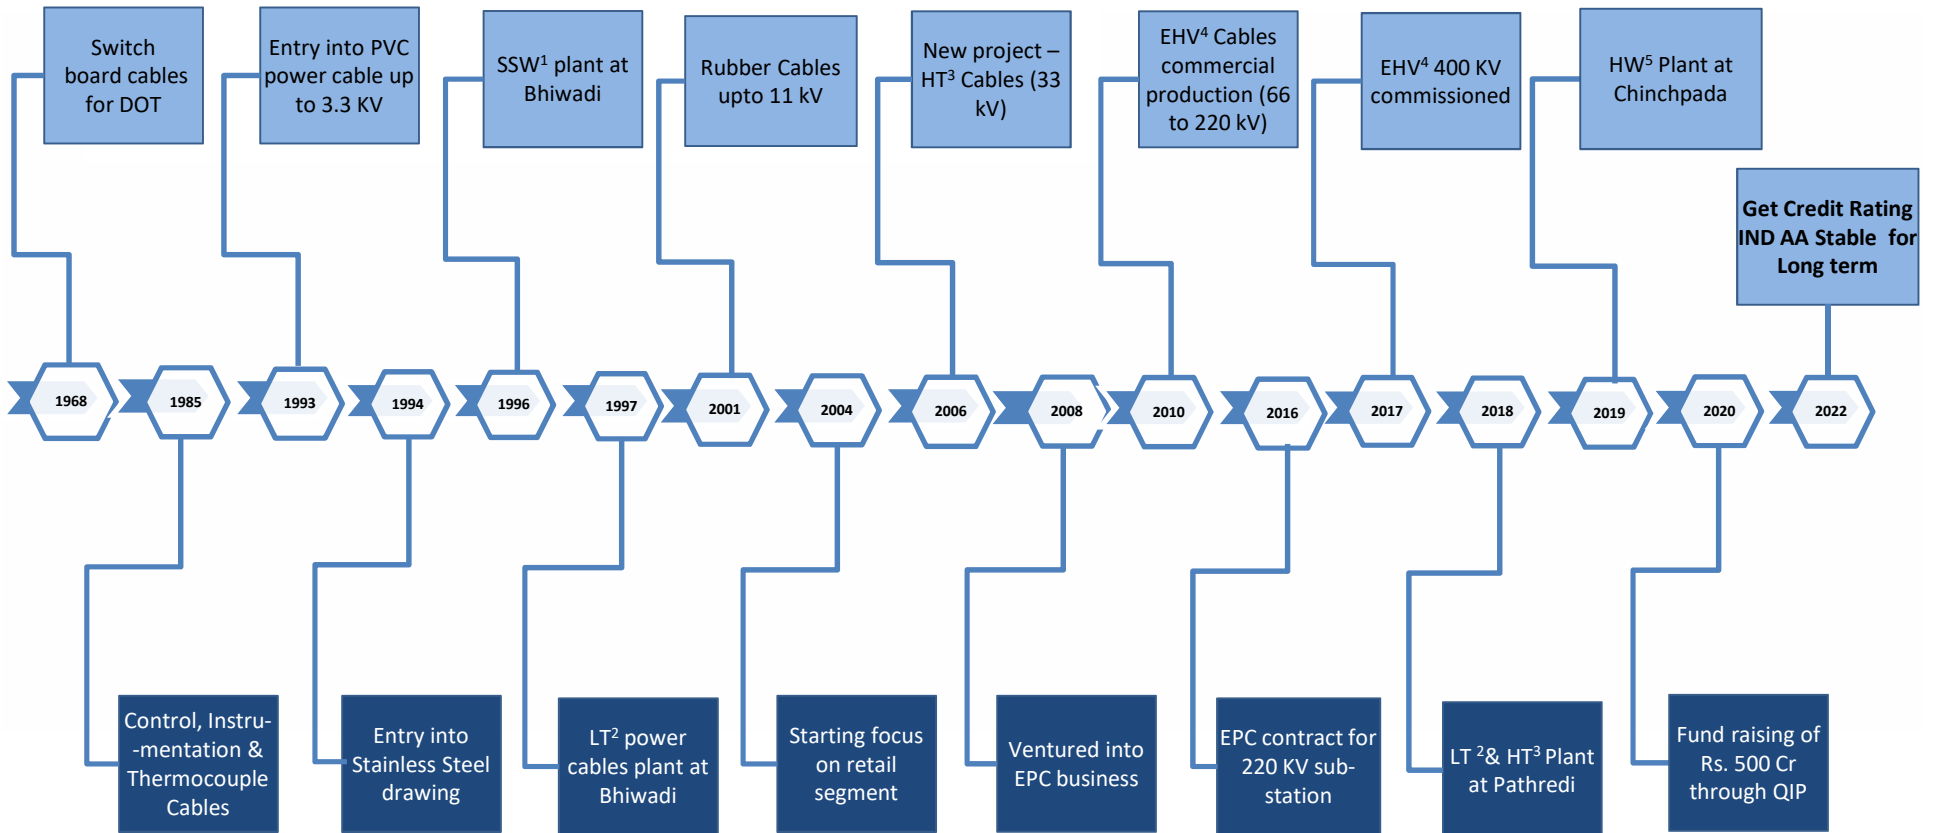 Switch
board cables
for DOT
Entry into PVC
power cable up
to 3.3 KV
SSW¹ plant at
Bhiwadi
Rubber Cables
upto 11 kV
New project –
HT³ Cables (33
kV)
EHV⁴ Cables
commercial
production (66
to 220 kV)
EHV⁴ 400 KV
commissioned
HW⁵ Plant at
Chinchpada
Get Credit Rating
IND AA Stable for
Long term
1968
1985
1993
1994
1996
1997
2001
2004
2006
2008
2010
2016
2017
2018
2019
2020
2022
Control, Instru-
-mentation &
Thermocouple
Cables
Entry into
Stainless Steel
drawing
LT² power
cables plant at
Bhiwadi
Starting focus
on retail
segment
Ventured into
EPC business
EPC contract for
220 KV sub-
station
LT ²& HT³ Plant
at Pathredi
Fund raising of
Rs. 500 Cr
through QIP